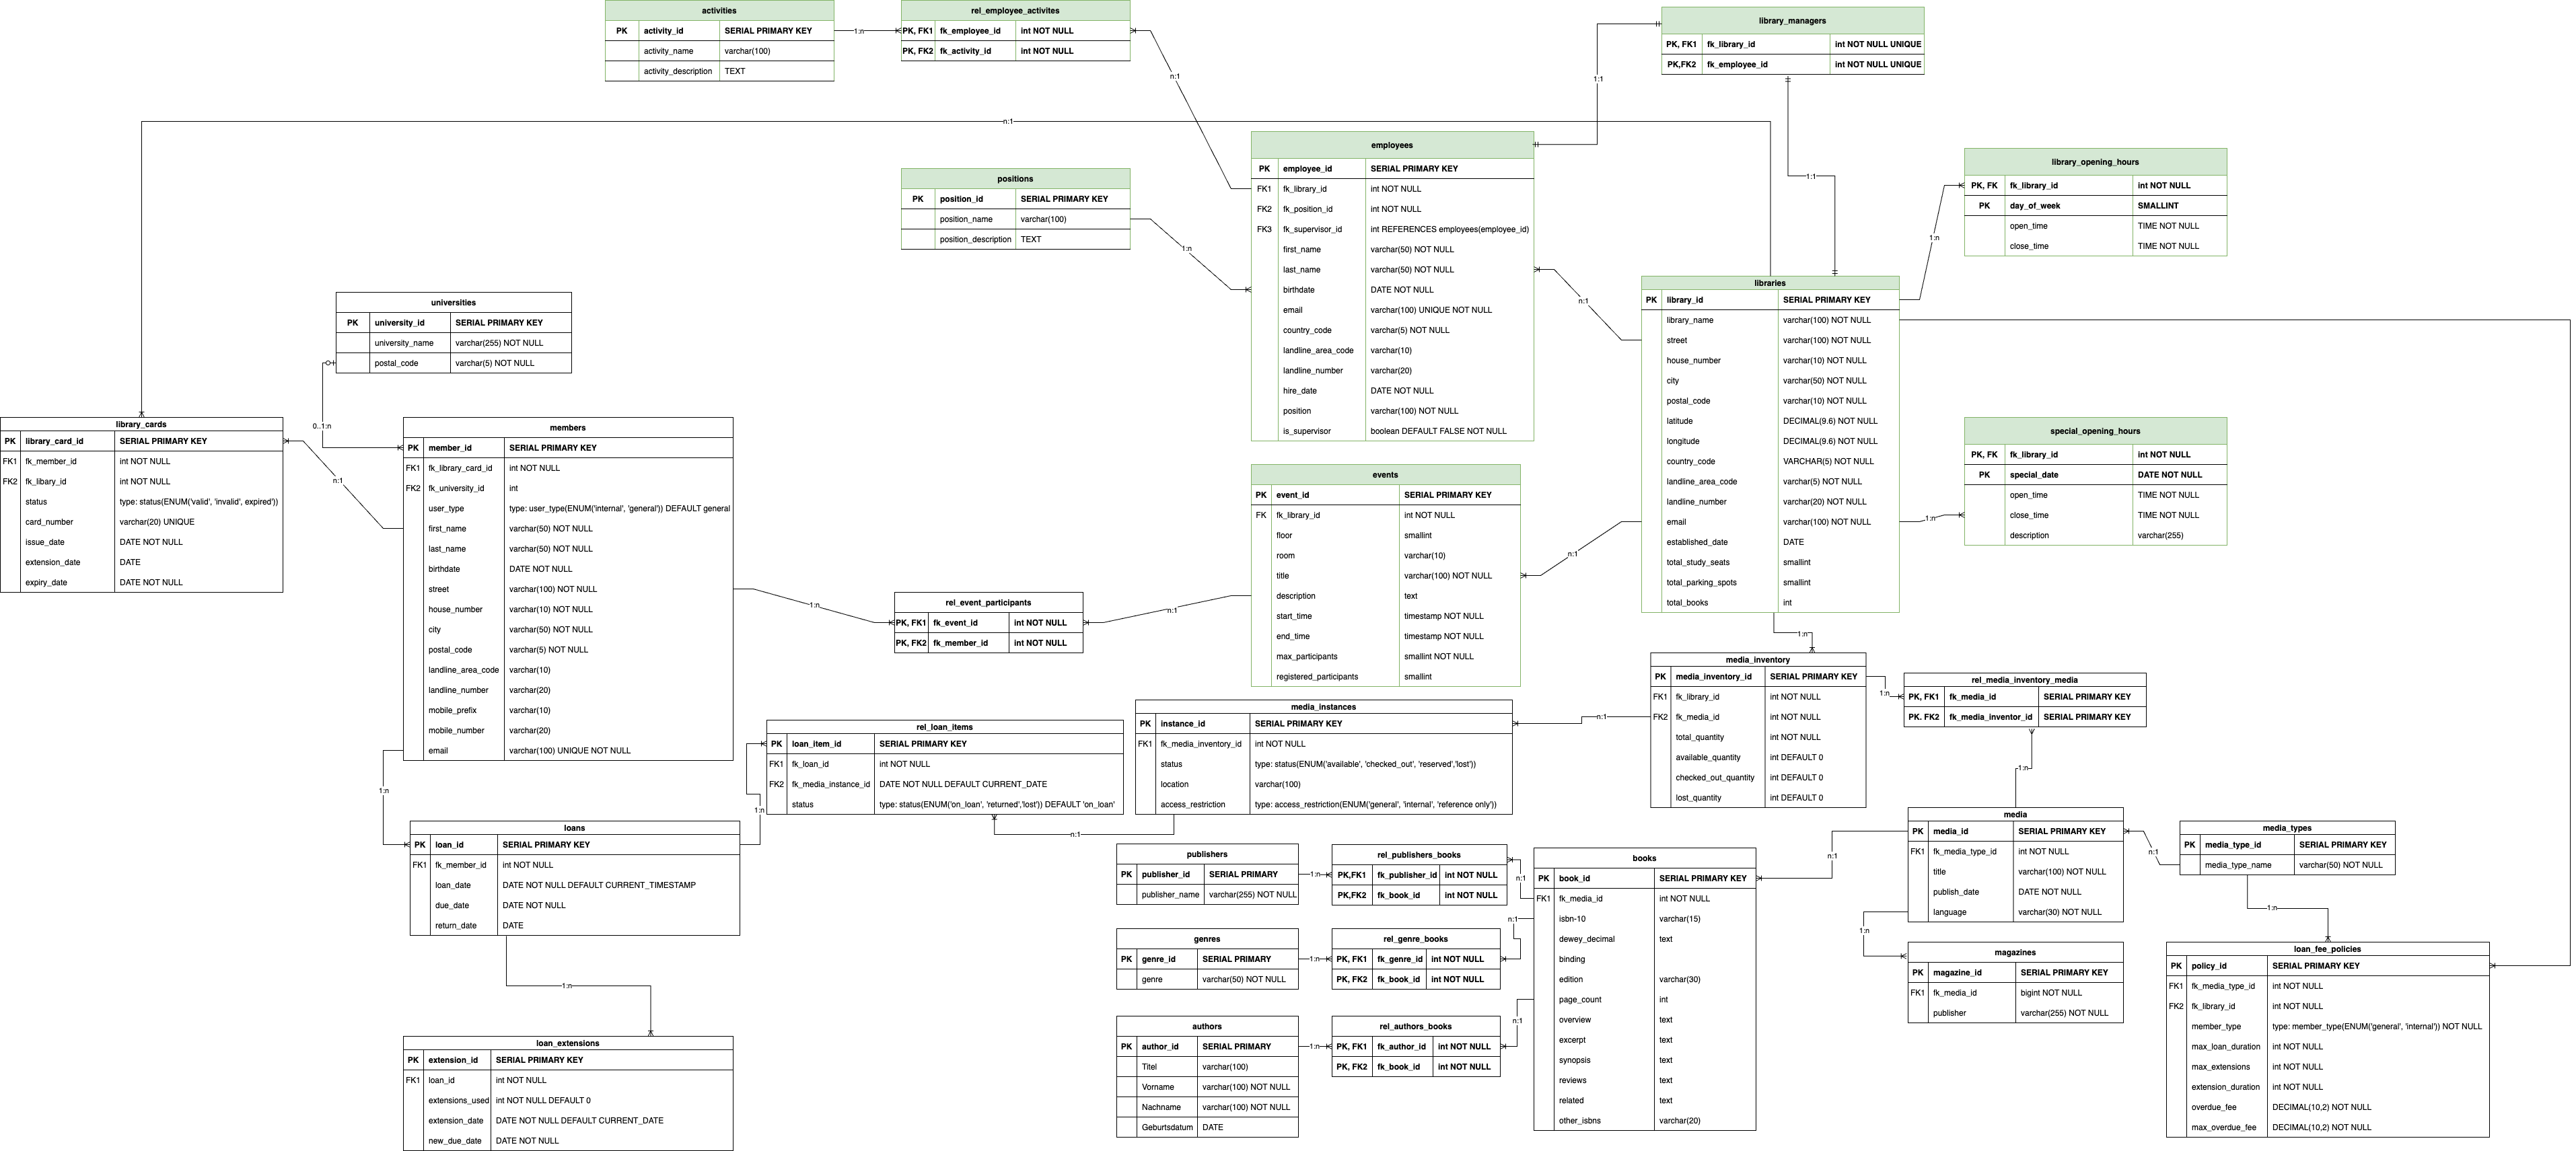 activities
PK activity_id SERIAL PRIMARY KEY
activity_name varchar(100)
activity_description TEXT
1:n
rel_employee_activites
PK, FK1 fk_employee_id int NOT NULL
PK, FK2 fk_activity_id int NOT NULL
n:1
library_managers
PK, FK1 fk_library_id int NOT NULL UNIQUE
PK,FK2 fk_employee_id int NOT NULL UNIQUE
1:1
1:1
n:1
positions
PK position_id SERIAL PRIMARY KEY
position_name varchar(100)
position_description TEXT
1:n
employees
PK employee_id SERIAL PRIMARY KEY
FK1 fk_library_id int NOT NULL
FK2 fk_position_id int NOT NULL
FK3 fk_supervisor_id int REFERENCES employees(employee_id)
first_name varchar(50) NOT NULL
last_name varchar(50) NOT NULL
birthdate DATE NOT NULL
email varchar(100) UNIQUE NOT NULL
country_code varchar(5) NOT NULL
landline_area_code varchar(10)
landline_number varchar(20)
hire_date DATE NOT NULL
position varchar(100) NOT NULL
is_supervisor boolean DEFAULT FALSE NOT NULL
n:1
library_opening_hours
PK, FK fk_library_id int NOT NULL
PK day_of_week SMALLINT
open_time TIME NOT NULL
close_time TIME NOT NULL
1:n
libraries
PK library_id SERIAL PRIMARY KEY
library_name varchar(100) NOT NULL
street varchar(100) NOT NULL
house_number varchar(10) NOT NULL
city varchar(50) NOT NULL
postal_code varchar(10) NOT NULL
latitude DECIMAL(9.6) NOT NULL
longitude DECIMAL(9.6) NOT NULL
country_code VARCHAR(5) NOT NULL
landline_area_code varchar(5) NOT NULL
landline_number varchar(20) NOT NULL
email varchar(100) NOT NULL
established_date DATE
total_study_seats smallint
total_parking_spots smallint
total_books int
special_opening_hours
PK, FK fk_library_id int NOT NULL
PK special_date DATE NOT NULL
open_time TIME NOT NULL
close_time TIME NOT NULL
description varchar(255)
1:n
universities
PK university_id SERIAL PRIMARY KEY
university_name varchar(255) NOT NULL
postal_code varchar(5) NOT NULL
0..1:n
library_cards
PK library_card_id SERIAL PRIMARY KEY
FK1 fk_member_id int NOT NULL
FK2 fk_libary_id int NOT NULL
status type: status(ENUM('valid', 'invalid', expired'))
card_number varchar(20) UNIQUE
issue_date DATE NOT NULL
extension_date DATE
expiry_date DATE NOT NULL
n:1
members
PK member_id SERIAL PRIMARY KEY
FK1 fk_library_card_id int NOT NULL
FK2 fk_university_id int
user_type type: user_type(ENUM('internal', 'general')) DEFAULT general
first_name varchar(50) NOT NULL
last_name varchar(50) NOT NULL
birthdate DATE NOT NULL
street varchar(100) NOT NULL
house_number varchar(10) NOT NULL
city varchar(50) NOT NULL
postal_code varchar(5) NOT NULL
landline_area_code varchar(10)
landline_number varchar(20)
mobile_prefix varchar(10)
mobile_number varchar(20)
email varchar(100) UNIQUE NOT NULL
1:n
events
PK event_id SERIAL PRIMARY KEY
FK fk_library_id int NOT NULL
floor smallint
room varchar(10)
title varchar(100) NOT NULL
description text
start_time timestamp NOT NULL
end_time timestamp NOT NULL
max_participants smallint NOT NULL
registered_participants smallint
n:1
rel_event_participants
PK, FK1 fk_event_id int NOT NULL
PK, FK2 fk_member_id int NOT NULL
n:1
1:n
media_inventory
PK media_inventory_id SERIAL PRIMARY KEY
FK1 fk_library_id int NOT NULL
FK2 fk_media_id int NOT NULL
total_quantity int NOT NULL
available_quantity int DEFAULT 0
checked_out_quantity int DEFAULT 0
lost_quantity int DEFAULT 0
1:n
rel_media_inventory_media
PK, FK1 fk_media_id SERIAL PRIMARY KEY
PK. FK2 fk_media_inventor_id SERIAL PRIMARY KEY
1:n
media_instances
PK instance_id SERIAL PRIMARY KEY
FK1 fk_media_inventory_id int NOT NULL
status type: status(ENUM('available', 'checked_out', 'reserved','lost'))
location varchar(100)
access_restriction type: access_restriction(ENUM('general', 'internal', 'reference only'))
n:1
rel_loan_items
PK loan_item_id SERIAL PRIMARY KEY
FK1 fk_loan_id int NOT NULL
FK2 fk_media_instance_id DATE NOT NULL DEFAULT CURRENT_DATE
status type: status(ENUM('on_loan', 'returned','lost')) DEFAULT 'on_loan'
n:1
1:n
1:n
loans
PK loan_id SERIAL PRIMARY KEY
FK1 fk_member_id int NOT NULL
loan_date DATE NOT NULL DEFAULT CURRENT_TIMESTAMP
due_date DATE NOT NULL
return_date DATE
1:n
loan_extensions
PK extension_id SERIAL PRIMARY KEY
FK1 loan_id int NOT NULL
extensions_used int NOT NULL DEFAULT 0
extension_date DATE NOT NULL DEFAULT CURRENT_DATE
new_due_date DATE NOT NULL
publishers
PK publisher_id SERIAL PRIMARY
publisher_name varchar(255) NOT NULL
1:n
rel_publishers_books
PK,FK1 fk_publisher_id int NOT NULL
PK,FK2 fk_book_id int NOT NULL
n:1
genres
PK genre_id SERIAL PRIMARY
genre varchar(50) NOT NULL
1:n
rel_genre_books
PK, FK1 fk_genre_id int NOT NULL
PK, FK2 fk_book_id int NOT NULL
n:1
authors
PK author_id SERIAL PRIMARY
Titel varchar(100)
Vorname varchar(100) NOT NULL
Nachname varchar(100) NOT NULL
Geburtsdatum DATE
1:n
rel_authors_books
PK, FK1 fk_author_id int NOT NULL
PK, FK2 fk_book_id int NOT NULL
n:1
books
PK book_id SERIAL PRIMARY KEY
FK1 fk_media_id int NOT NULL
isbn-10 varchar(15)
dewey_decimal text
binding
edition varchar(30)
page_count int
overview text
excerpt text
synopsis text
reviews text
related text
other_isbns varchar(20)
n:1
media
PK media_id SERIAL PRIMARY KEY
FK1 fk_media_type_id int NOT NULL
title varchar(100) NOT NULL
publish_date DATE NOT NULL
language varchar(30) NOT NULL
1:n
magazines
PK magazine_id SERIAL PRIMARY KEY
FK1 fk_media_id bigint NOT NULL
publisher varchar(255) NOT NULL
n:1
media_types
PK media_type_id SERIAL PRIMARY KEY
media_type_name varchar(50) NOT NULL
1:n
loan_fee_policies
PK policy_id SERIAL PRIMARY KEY
FK1 fk_media_type_id int NOT NULL
FK2 fk_library_id int NOT NULL
member_type type: member_type(ENUM('general', 'internal')) NOT NULL
max_loan_duration int NOT NULL
max_extensions int NOT NULL
extension_duration int NOT NULL
overdue_fee DECIMAL(10,2) NOT NULL
max_overdue_fee DECIMAL(10,2) NOT NULL